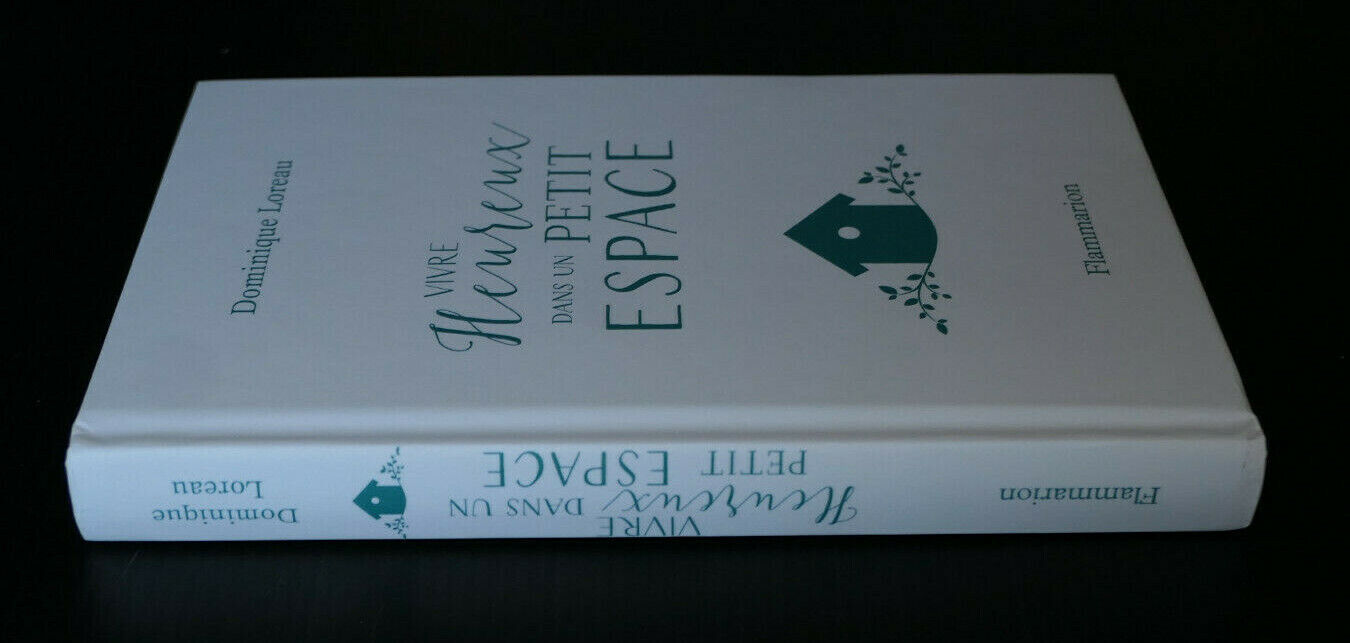 Dominique Loreau
VIVRE
Heureux
DANS UN PETIT
ESPACE
Flammarion
Dominique
Loreau
VIVRE
Heureux DANS UN
PETIT ESPACE
Flammarion